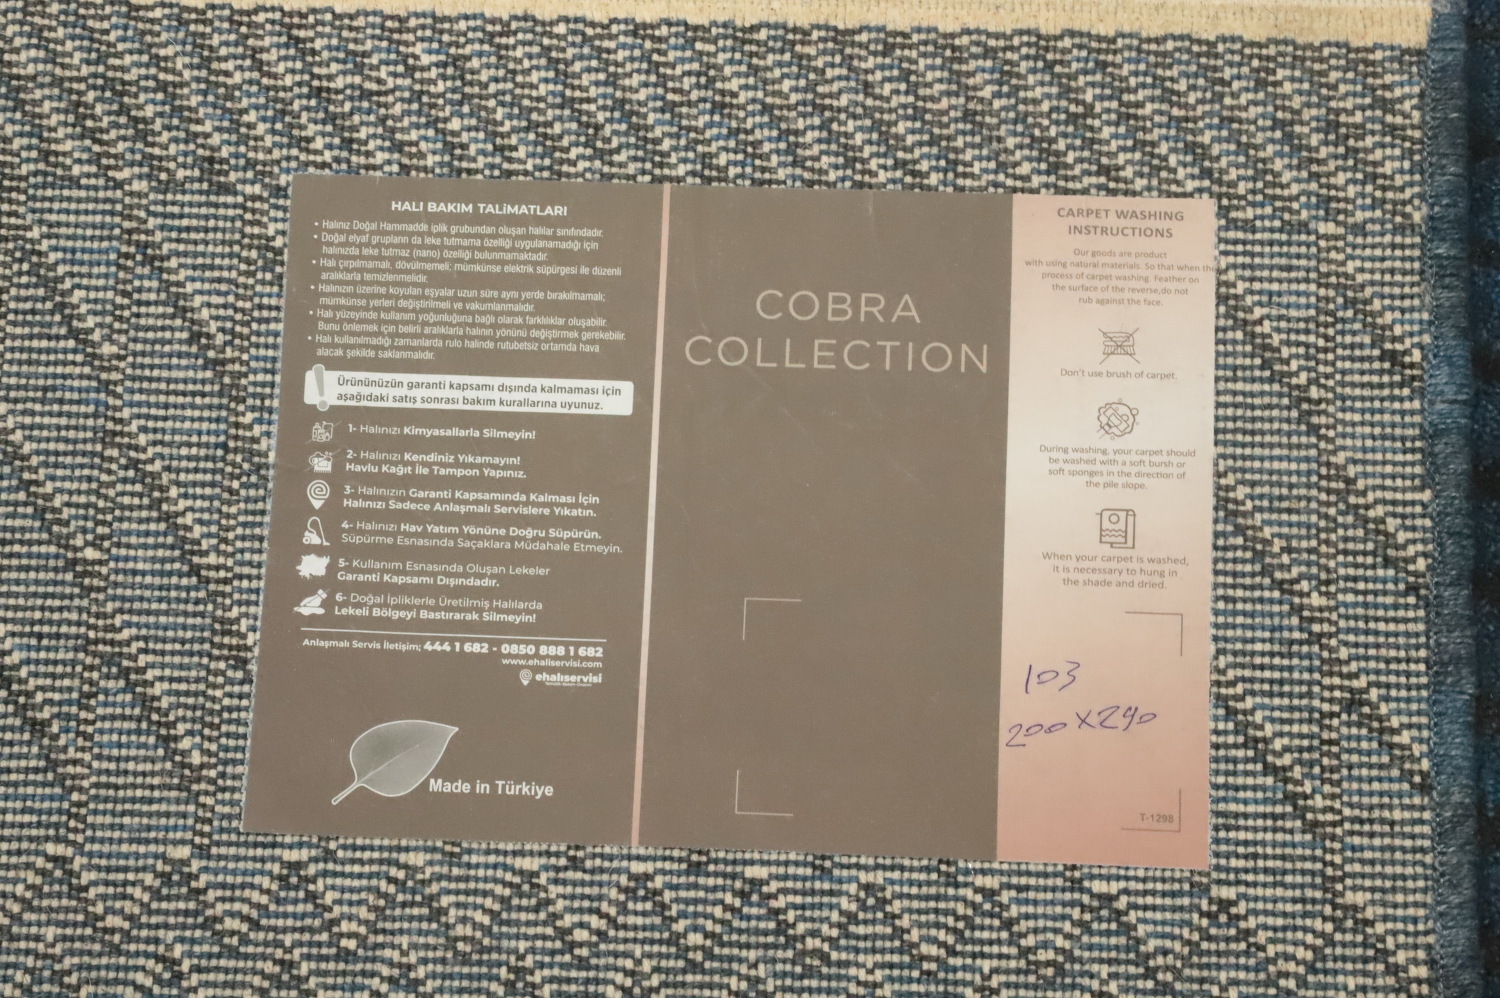 HALI BAKIM TALiMATLARI
• Halınız Doğal Hammadde iplik grubundan oluşan halılar sınıfındadır.
• Doğal elyaf grupların da leke tutmama özelliği uygulanamadığı için
halınızda leke tutmaz (nano) özelliği bulunmamaktadır.
• Halı çırpılmamalı, dövülmemeli; mümkünse elektrik süpürgesi ile düzenli
aralıklarla temizlenmelidir.
• Halınızın üzerine koyulan eşyalar uzun süre aynı yerde bırakılmamalı;
mümkünse yerleri değiştirilmeli ve vakumlanmalıdır.
• Halı yüzeyinde kullanım yoğunluğuna bağlı olarak farklılıklar oluşabilir.
Bunu önlemek için belirli aralıklarla halının yönünü değiştirmek gerekebilir.
• Halı kullanılmadığı zamanlarda rulo halinde rutubetsiz ortamda hava
alacak şekilde saklanmalıdır.
Ürününüzün garanti kapsamı dışında kalmaması için
aşağıdaki satış sonrası bakım kurallarına uyunuz.
1- Halınızı Kimyasallarla Silmeyin!
2- Halınızı Kendiniz Yıkamayın!
Havlu Kağıt İle Tampon Yapınız.
3- Halınızın Garanti Kapsamında Kalması İçin
Halınızı Sadece Anlaşmalı Servislere Yıkatın.
4- Halınızı Hav Yatım Yönüne Doğru Süpürün.
Süpürme Esnasında Saçaklara Müdahale Etmeyin.
5- Kullanım Esnasında Oluşan Lekeler
Garanti Kapsamı Dışındadır.
6- Doğal İpliklerle Üretilmiş Halılarda
Lekeli Bölgeyi Bastırarak Silmeyin!
Anlaşmalı Servis İletişim; 444 1 682 - 0850 888 1 682
www.ehaliservisi.com
ehalıservisi
Made in Türkiye
COBRA
COLLECTION
CARPET WASHING
INSTRUCTIONS
Our goods are product
with using natural materials. So that when the
process of carpet washing. Feather on
the surface of the reverse,do not
rub against the face.
Don't use brush of carpet.
During washing, your carpet should
be washed with a soft bursh or
soft sponges in the direction of
the pile slope.
When your carpet is washed,
it is necessary to hung in
the shade and dried.
103
200X290
T-1298